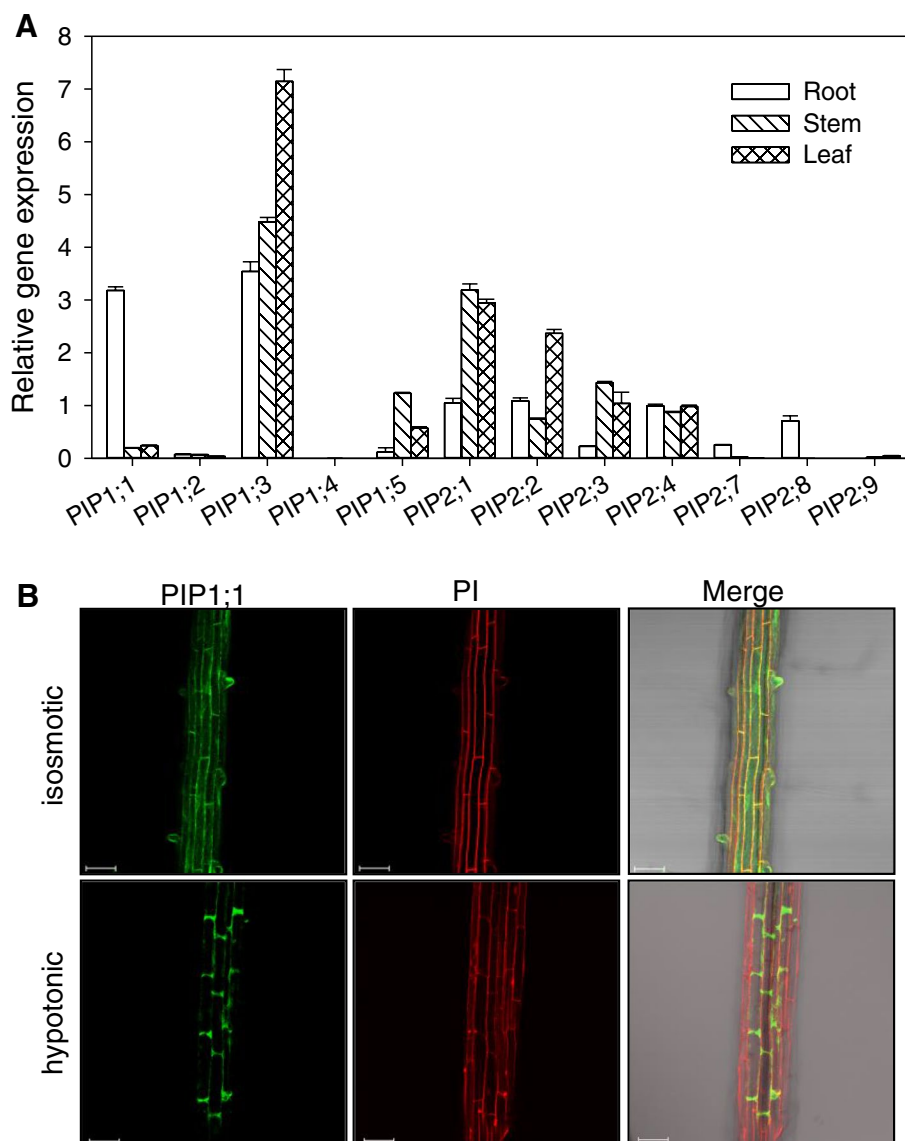 A
8
7
6
5
4
3
2
1
0
Relative gene expression
Root
Stem
Leaf
PIP1;1
PIP1;2
PIP1;3
PIP1;4
PIP1;5
PIP2;1
PIP2;2
PIP2;3
PIP2;4
PIP2;7
PIP2;8
PIP2;9
B
PIP1;1
PI
Merge
isosmotic
hypotonic